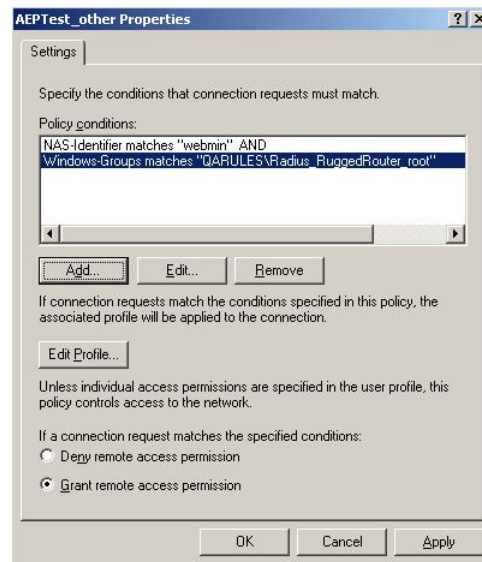 AEPTest_other Properties
Settings
Specify the conditions that connection requests must match.
Policy conditions:
NAS-Identifier matches "webmin" AND
Windows-Groups matches "QARULES\Radius_RuggedRouter_root"
Add... Edit... Remove
If connection requests match the conditions specified in this policy, the
associated profile will be applied to the connection.
Edit Profile...
Unless individual access permissions are specified in the user profile, this
policy controls access to the network.
If a connection request matches the specified conditions:
Deny remote access permission
Grant remote access permission
OK Cancel Apply